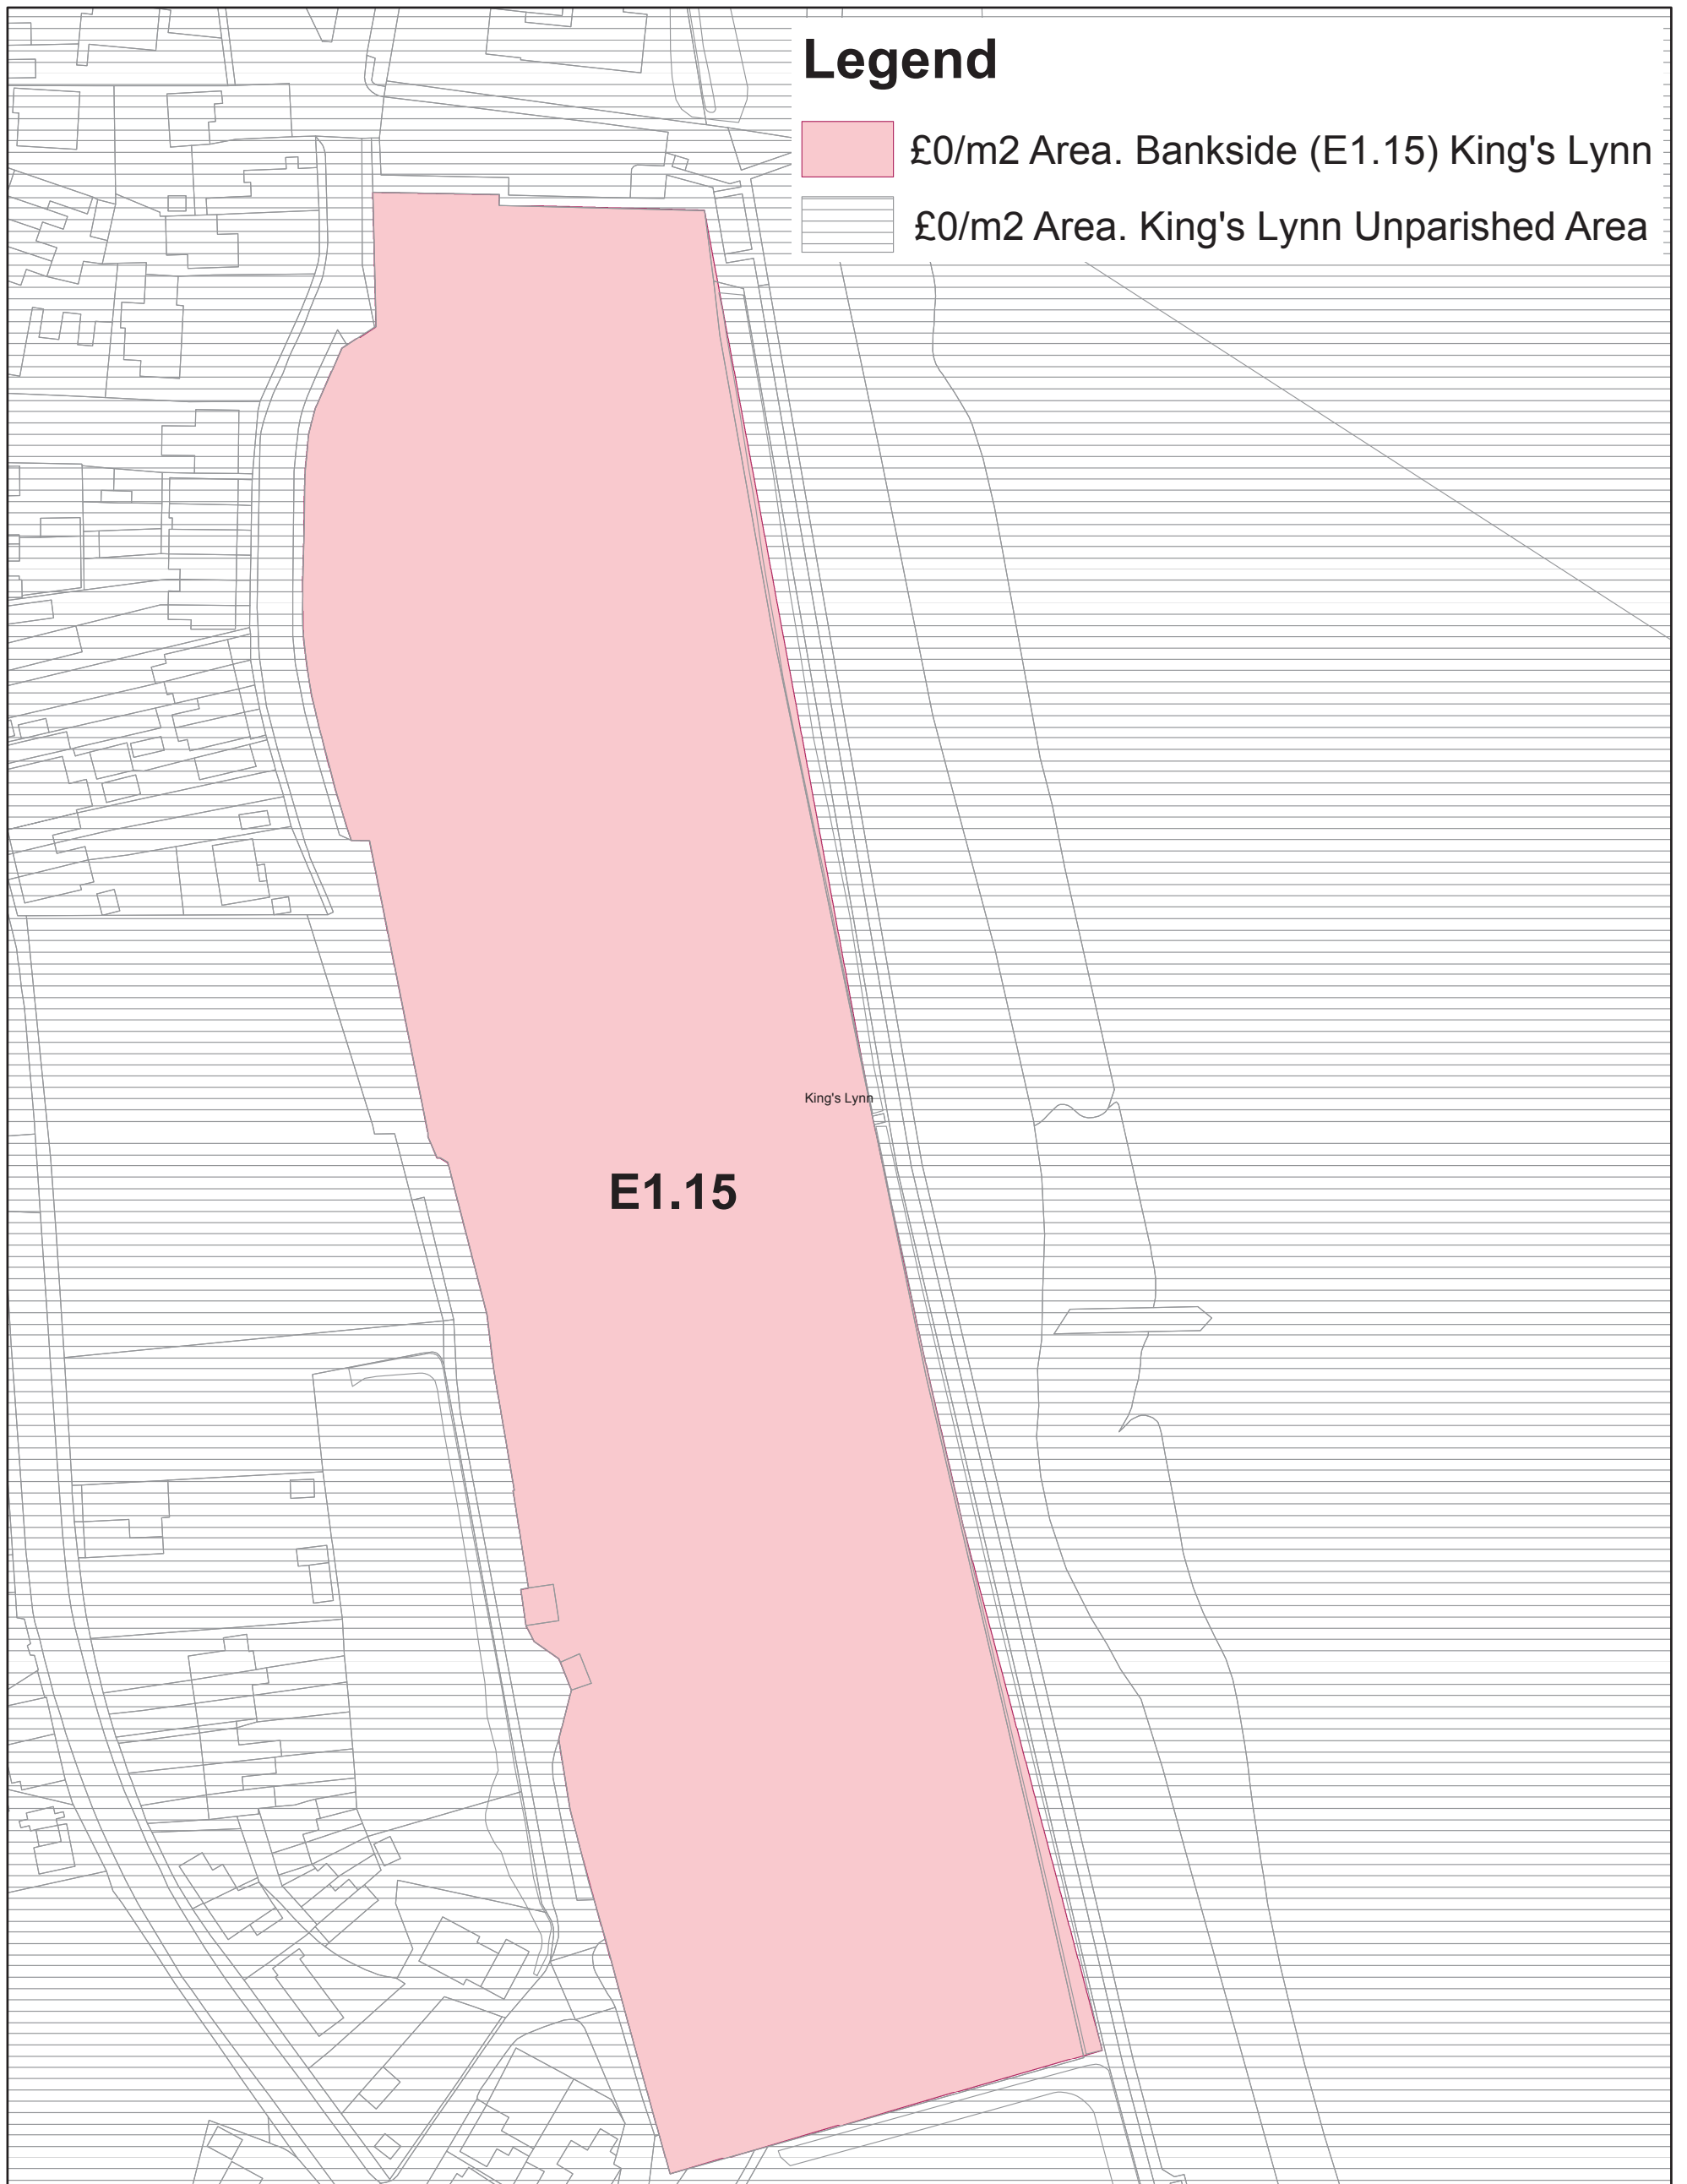 Legend
£0/m2 Area. Bankside (E1.15) King's Lynn
£0/m2 Area. King's Lynn Unparished Area
King's Lynn
E1.15